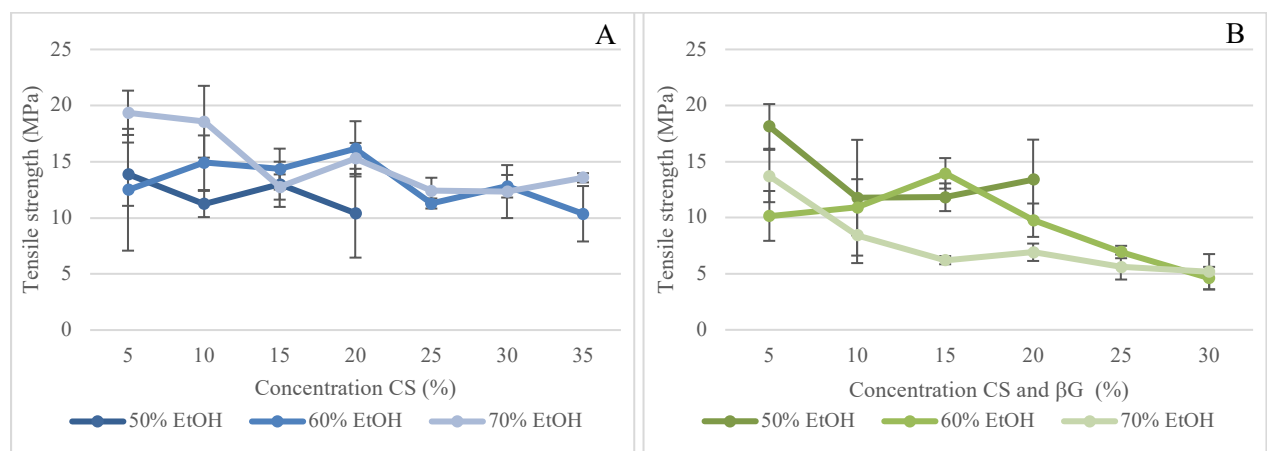 A
25
20
15
10
5
0
Tensile strength (MPa)
5 10 15 20 25 30 35
Concentration CS (%)
50% EtOH 60% EtOH 70% EtOH
B
25
20
15
10
5
0
Tensile strength (MPa)
5 10 15 20 25 30
Concentration CS and βG (%)
50% EtOH 60% EtOH 70% EtOH